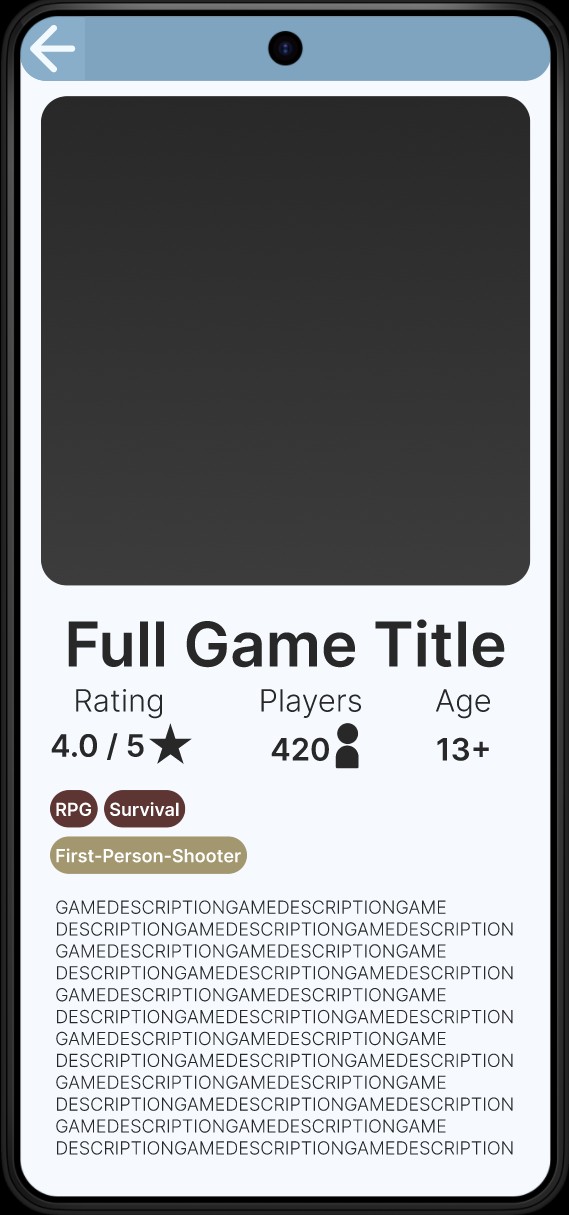 Full Game Title
Rating Players Age
4.0 / 5 420 13+
RPG Survival
First-Person-Shooter
GAMEDESCRIPTIONGAMEDESCRIPTIONGAME
DESCRIPTIONGAMEDESCRIPTIONGAMEDESCRIPTION
GAMEDESCRIPTIONGAMEDESCRIPTIONGAME
DESCRIPTIONGAMEDESCRIPTIONGAMEDESCRIPTION
GAMEDESCRIPTIONGAMEDESCRIPTIONGAME
DESCRIPTIONGAMEDESCRIPTIONGAMEDESCRIPTION
GAMEDESCRIPTIONGAMEDESCRIPTIONGAME
DESCRIPTIONGAMEDESCRIPTIONGAMEDESCRIPTION
GAMEDESCRIPTIONGAMEDESCRIPTIONGAME
DESCRIPTIONGAMEDESCRIPTIONGAMEDESCRIPTION
GAMEDESCRIPTIONGAMEDESCRIPTIONGAME
DESCRIPTIONGAMEDESCRIPTIONGAMEDESCRIPTION